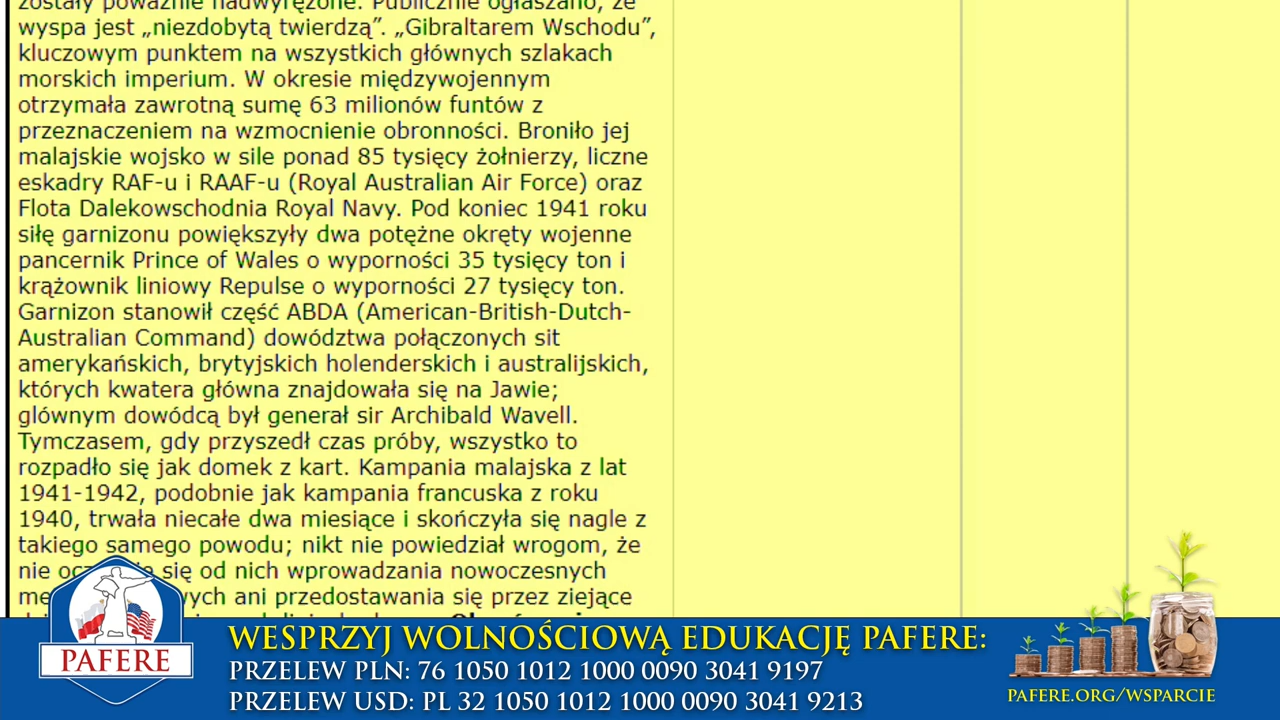 zostały poważnie nadwyrężone. Publicznie ogłaszano, że
wyspa jest „niezdobytą twierdzą”. „Gibraltarem Wschodu”,
kluczowym punktem na wszystkich głównych szlakach
morskich imperium. W okresie międzywojennym
otrzymała zawrotną sumę 63 milionów funtów z
przeznaczeniem na wzmocnienie obronności. Broniło jej
malajskie wojsko w sile ponad 85 tysięcy żołnierzy, liczne
eskadry RAF-u i RAAF-u (Royal Australian Air Force) oraz
Flota Dalekowschodnia Royal Navy. Pod koniec 1941 roku
siłę garnizonu powiększyły dwa potężne okręty wojenne
pancernik Prince of Wales o wyporności 35 tysięcy ton i
krążownik liniowy Repulse o wyporności 27 tysięcy ton.
Garnizon stanowił część ABDA (American-British-Dutch-
Australian Command) dowództwa połączonych sit
amerykańskich, brytyjskich holenderskich i australijskich,
których kwatera główna znajdowała się na Jawie;
glównym dowódcą był generał sir Archibald Wavell.
Tymczasem, gdy przyszedł czas próby, wszystko to
rozpadło się jak domek z kart. Kampania malajska z lat
1941-1942, podobnie jak kampania francuska z roku
1940, trwała niecałe dwa miesiące i skończyła się nagle z
takiego samego powodu; nikt nie powiedział wrogom, że
nie się od nich wprowadzania nowoczesnych
ani przedostawania się przez ziejące
PAFERE
WESPRZYJ WOLNOŚCIOWĄ EDUKACJĘ PAFERE:
PRZELEW PLN: 76 1050 1012 1000 0090 3041 9197
PRZELEW USD: PL 32 1050 1012 1000 0090 3041 9213
PAFERE.ORG/WSPARCIE